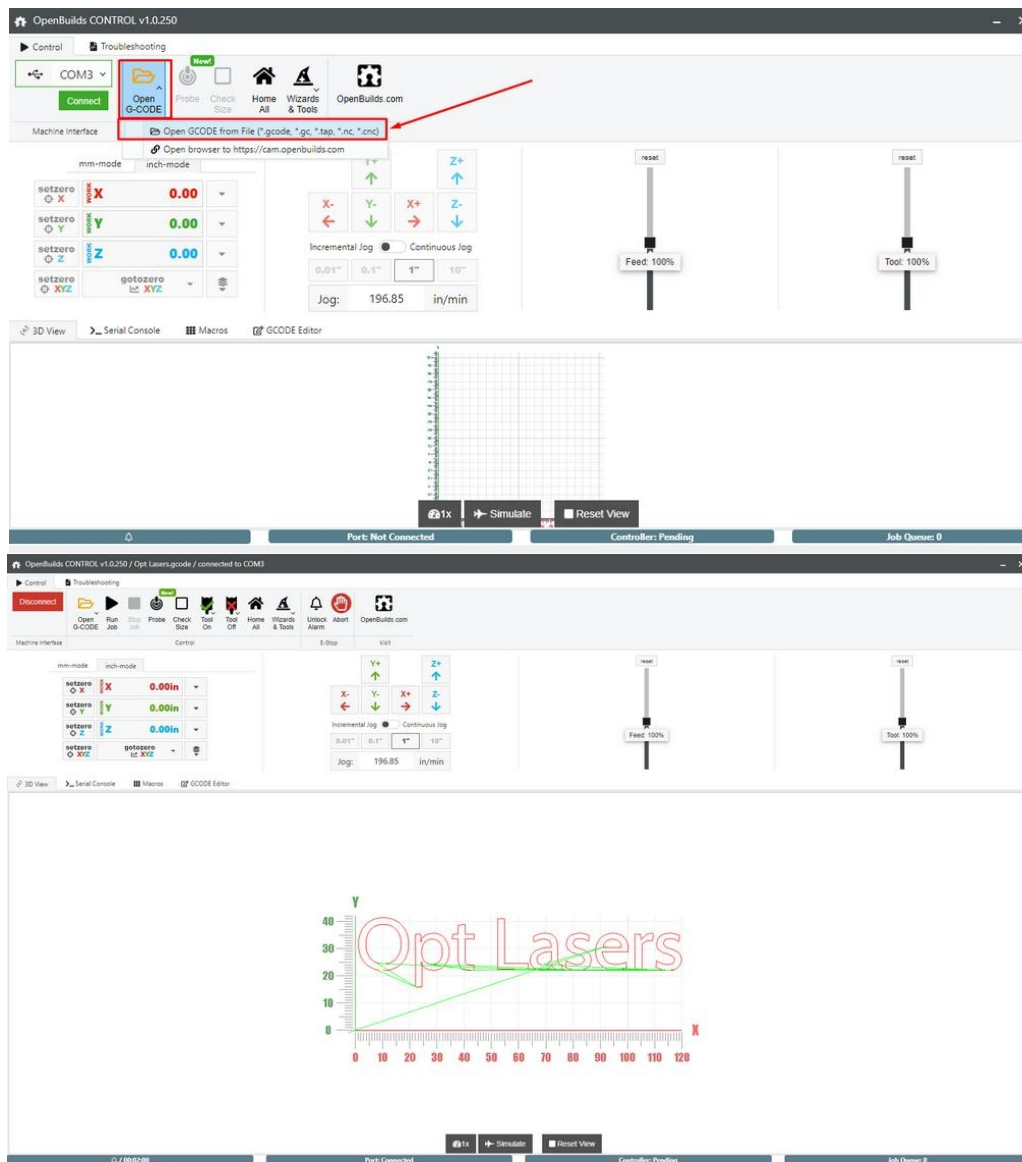 OpenBuilds CONTROL v1.0.250
Control Troubleshooting
COM3
Connect
Open G-CODE
New!
Probe
Check Size
Home All
Wizards & Tools
OpenBuilds.com
Machine Interface
Open GCODE from File (*.gcode, *.gc, *.tap, *.nc, *.cnc)
Open browser to https://cam.openbuilds.com
mm-mode inch-mode
setzero X WORK X 0.00
setzero Y WORK Y 0.00
setzero Z WORK Z 0.00
setzero XYZ gotozero XYZ
Y+ Z+
X- Y- X+ Z-
Incremental Jog Continuous Jog
0.01" 0.1" 1" 10"
Jog: 196.85 in/min
reset reset
Feed: 100% Tool: 100%
3D View Serial Console Macros GCODE Editor
1x Simulate Reset View
Port: Not Connected Controller: Pending Job Queue: 0
OpenBuilds CONTROL v1.0.250 / Opt Lasers.gcode / connected to COM3
Control Troubleshooting
Disconnect
Open G-CODE
Run Job
Stop Job
New!
Probe
Check Size
Tool On
Tool Off
Home All
Wizards & Tools
Unlock Alarm
Abort
OpenBuilds.com
Machine Interface Control E-Stop Visit
mm-mode inch-mode
setzero X WORK X 0.00in
setzero Y WORK Y 0.00in
setzero Z WORK Z 0.00in
setzero XYZ gotozero XYZ
Y+ Z+
X- Y- X+ Z-
Incremental Jog Continuous Jog
0.01" 0.1" 1" 10"
Jog: 196.85 in/min
reset reset
Feed: 100% Tool: 100%
3D View Serial Console Macros GCODE Editor
Y
40
30
20
10
0
Opt Lasers
X
0 10 20 30 40 50 60 70 80 90 100 110 120
1x Simulate Reset View
/ 00:02:00 Port: Connected Controller: Pending Job Queue: 0